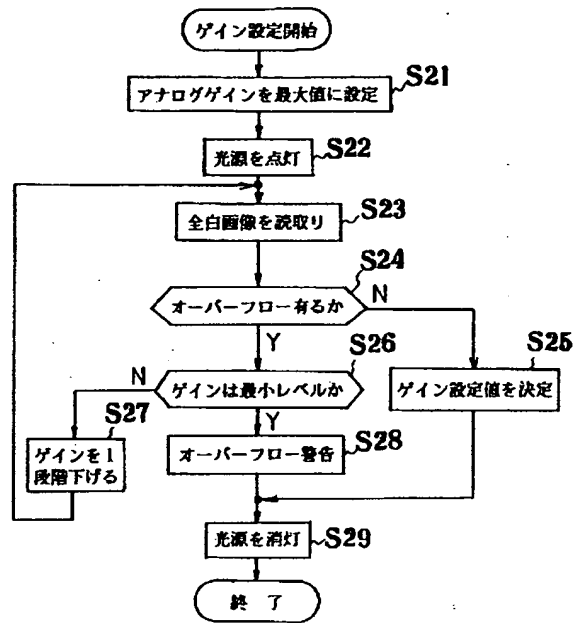 ゲイン設定開始
S21
アナログゲインを最大値に設定
S22
光源を点灯
S23
全白画像を読取り
S24
オーバーフロー有るか
N
Y
S25
ゲイン設定値を決定
S26
ゲインは最小レベルか
N
Y
S27
ゲインを1
段階下げる
S28
オーバーフロー警告
S29
光源を消灯
終 了